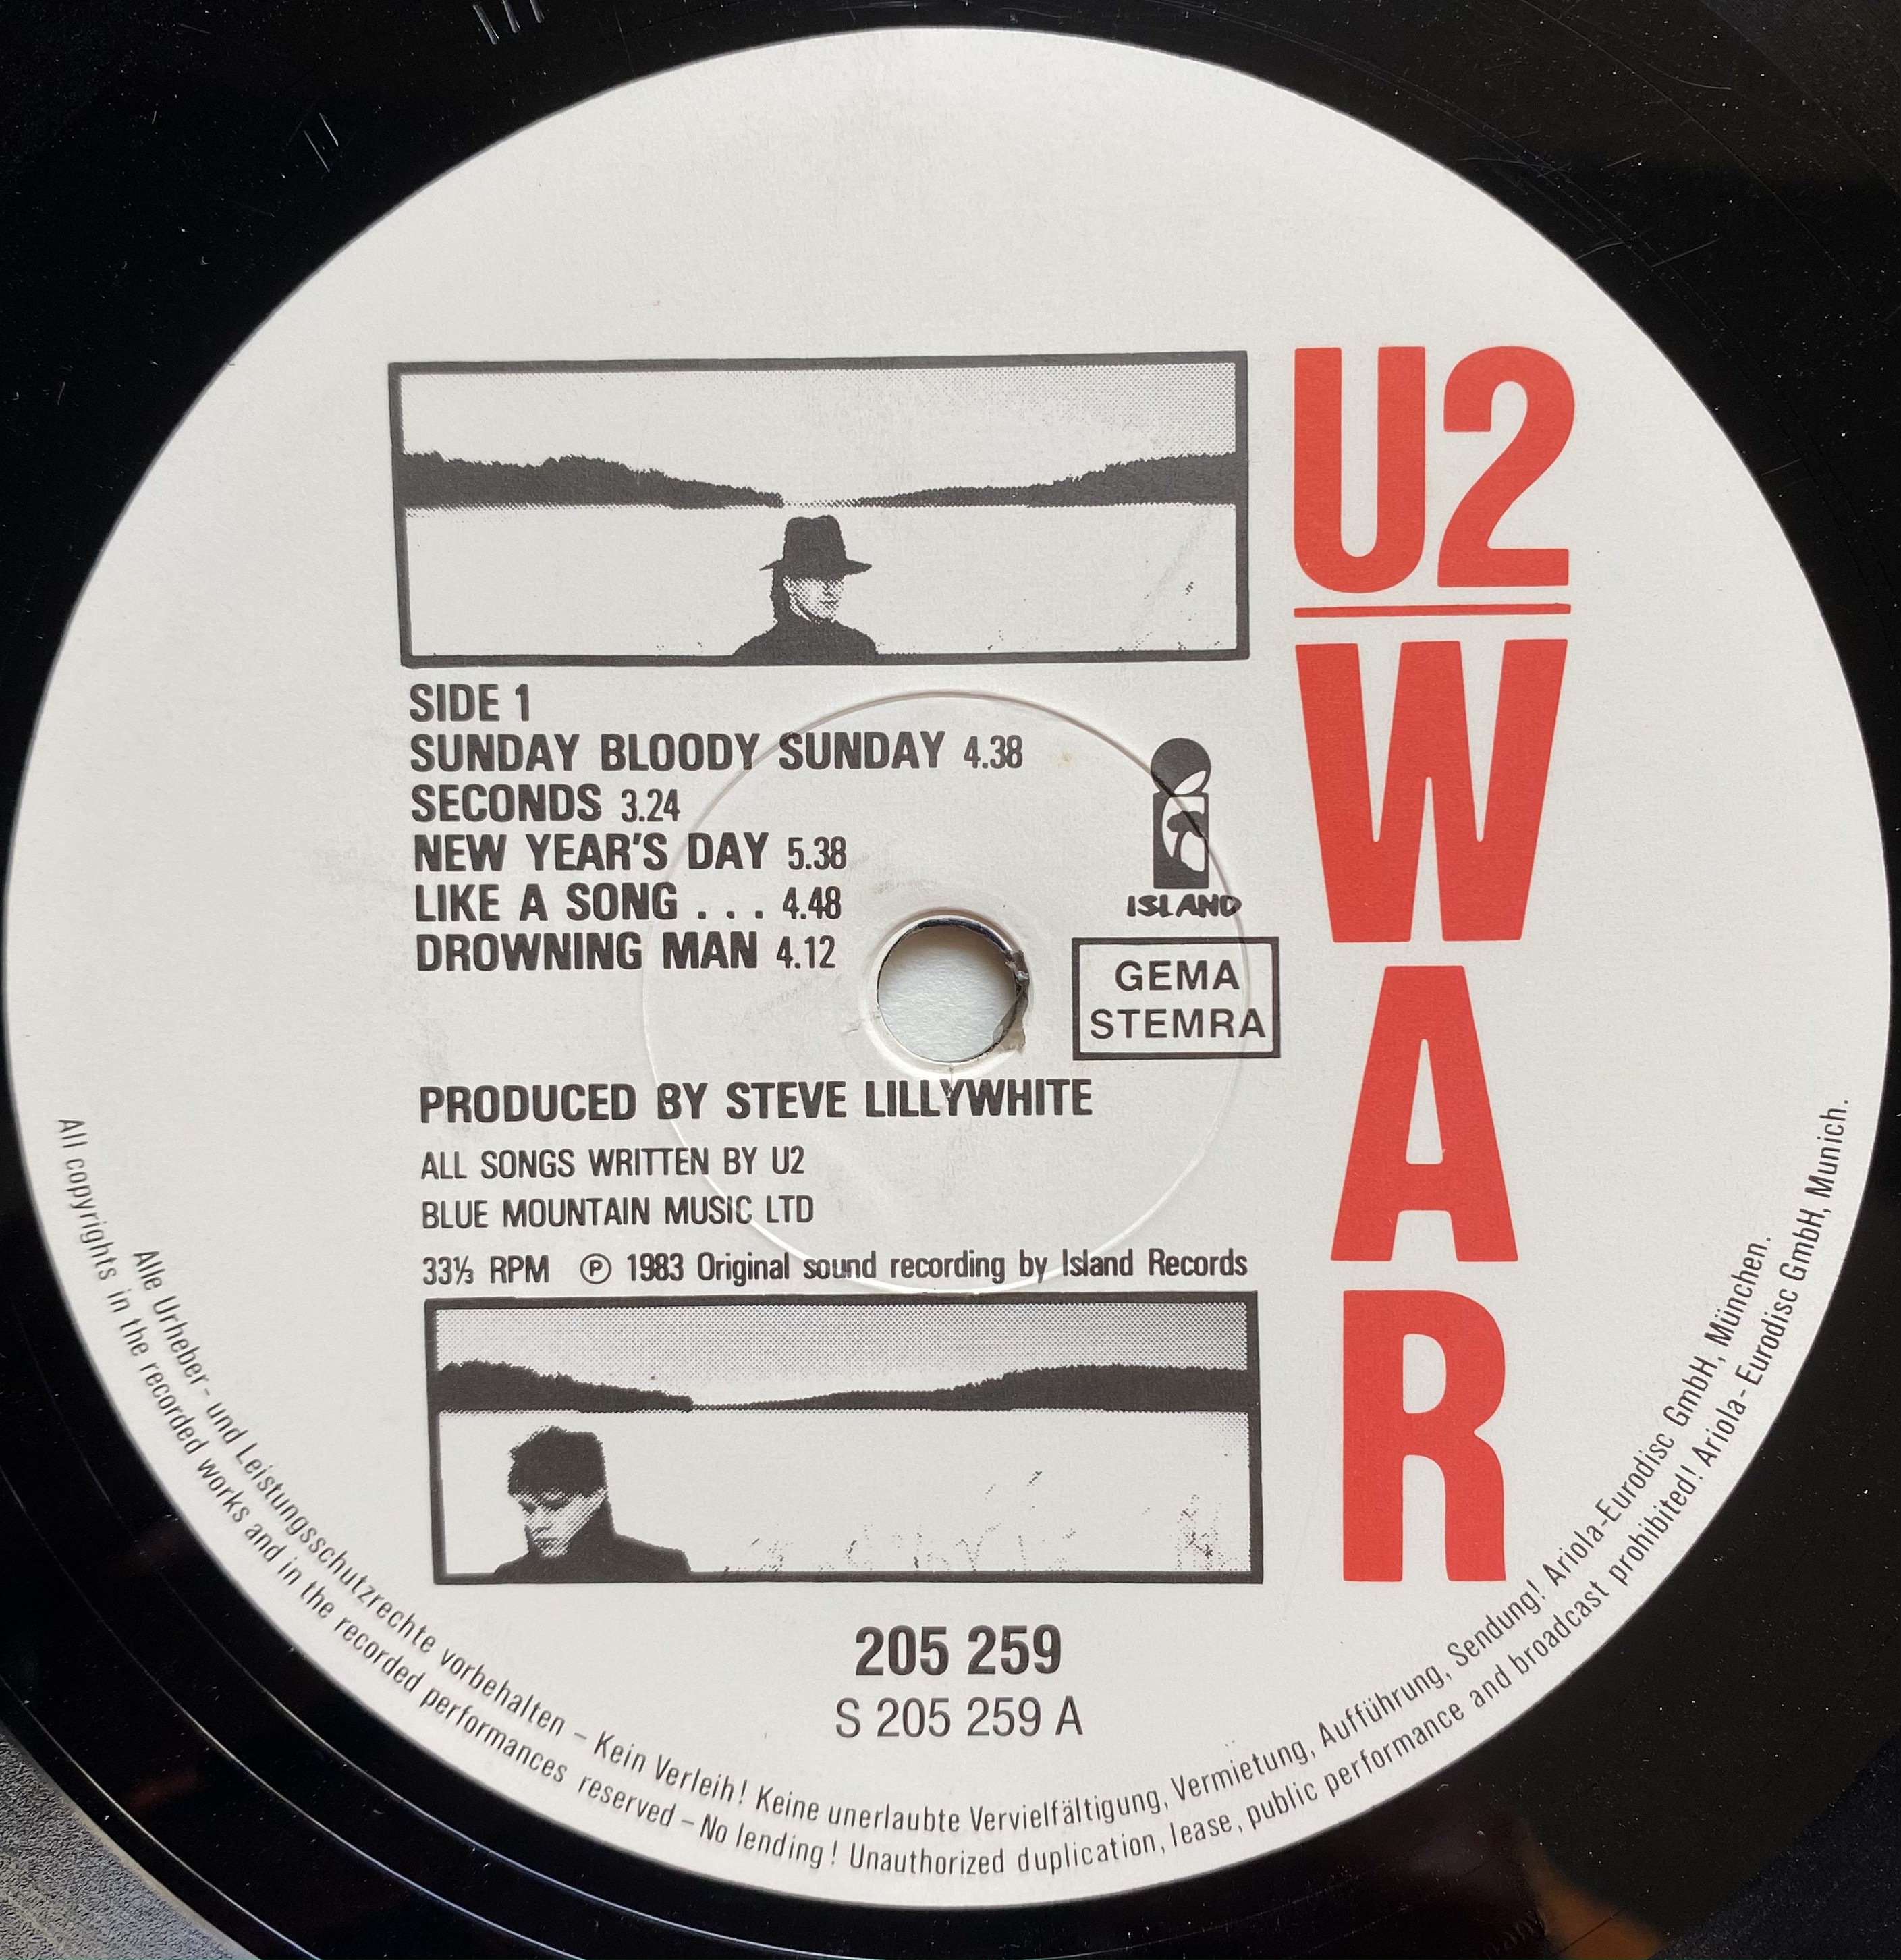 U2
WAR
SIDE 1
SUNDAY BLOODY SUNDAY 4.38
SECONDS 3.24
NEW YEAR'S DAY 5.38
LIKE A SONG . . . 4.48
DROWNING MAN 4.12
ISLAND
GEMA
STEMRA
PRODUCED BY STEVE LILLYWHITE
ALL SONGS WRITTEN BY U2
BLUE MOUNTAIN MUSIC LTD
33⅓ RPM ℗ 1983 Original sound recording by Island Records
205 259
S 205 259 A
Alle Urheber- und Leistungsschutzrechte vorbehalten – Kein Verleih! Keine unerlaubte Vervielfältigung, Vermietung, Aufführung, Sendung! Ariola-Eurodisc GmbH, München.
All copyrights in the recorded works and in the recorded performances reserved – No lending! Unauthorized duplication, lease, public performance and broadcast prohibited! Ariola-Eurodisc GmbH, Munich.